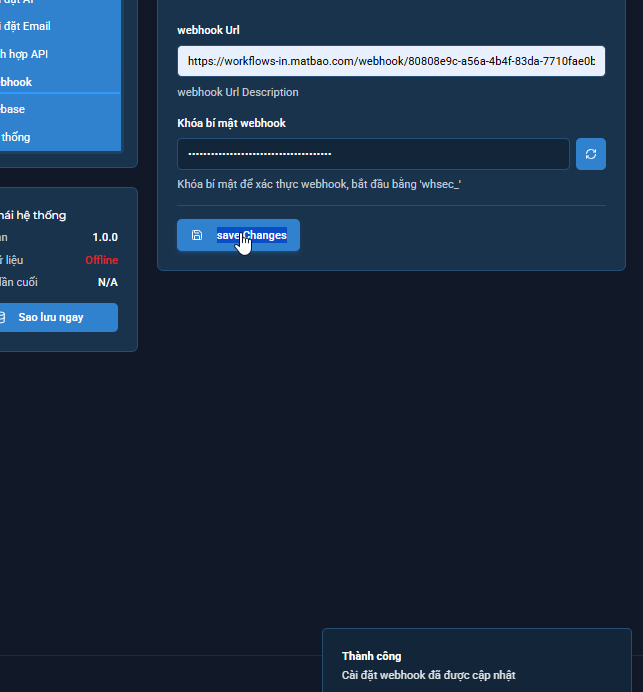 i đặt Email
h hợp API
bhook
ebase
thống
hái hệ thống
1.0.0
ữ liệu Offline
lần cuối N/A
Sao lưu ngay
webhook Url
https://workflows-in.matbao.com/webhook/80808e9c-a56a-4b4f-83da-7710fae0b
webhook Url Description
Khóa bí mật webhook
Khóa bí mật để xác thực webhook, bắt đầu bằng 'whsec_'
saveChanges
Thành công
Cài đặt webhook đã được cập nhật